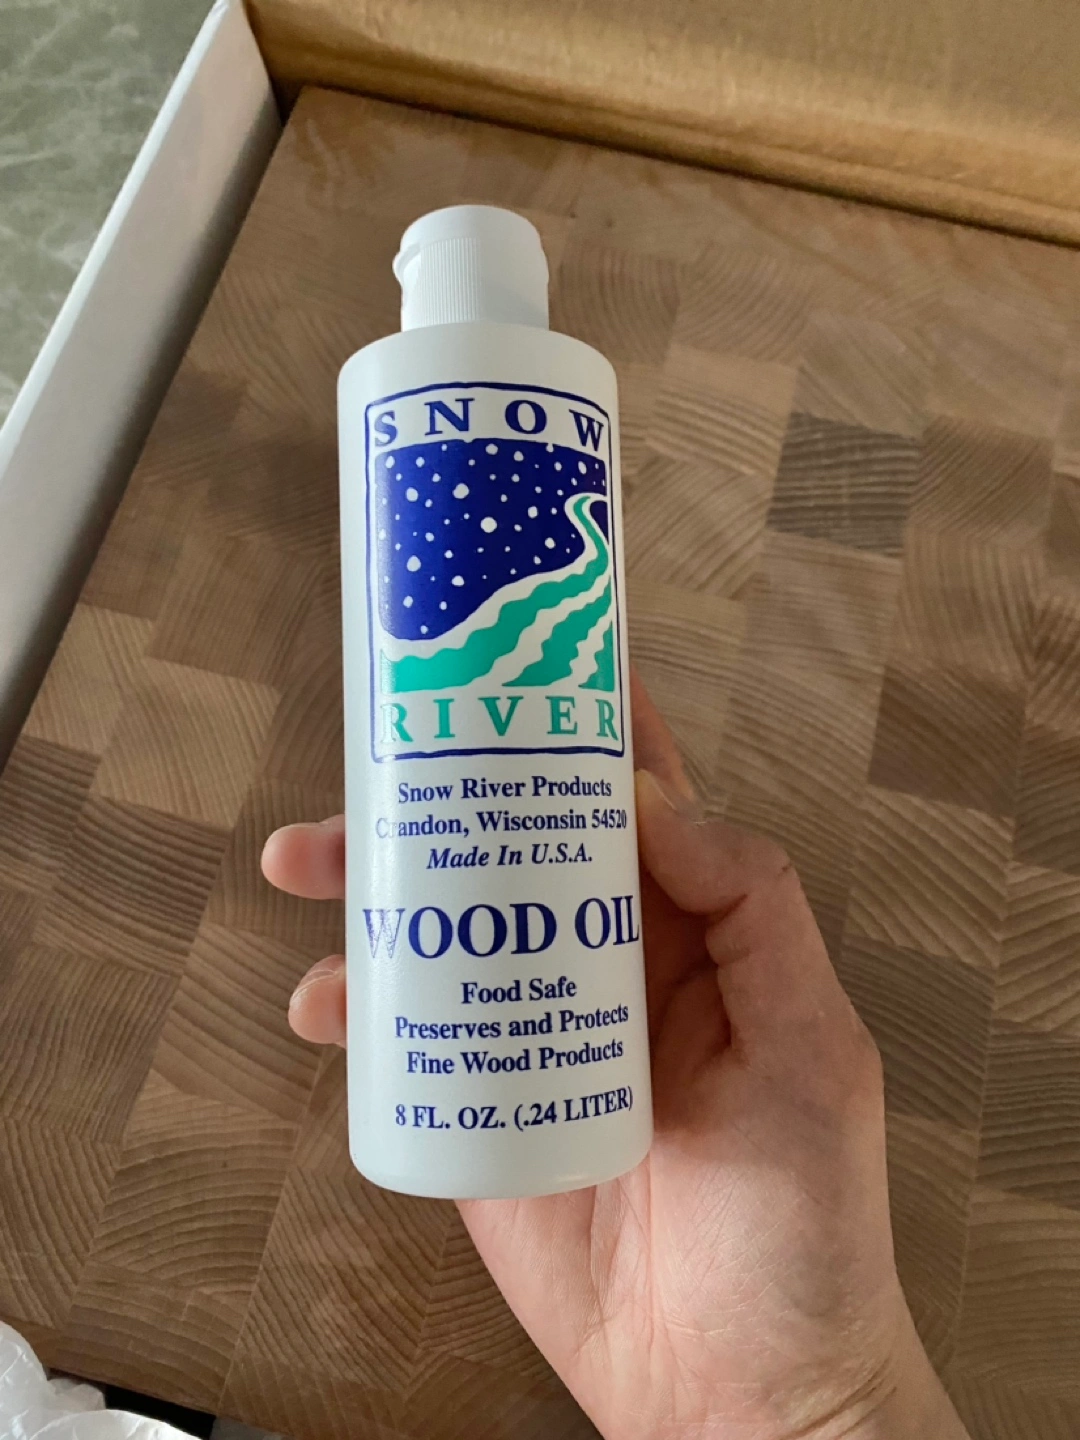 SNOW
RIVER
Snow River Products
Crandon, Wisconsin 54520
Made In U.S.A.
WOOD OIL
Food Safe
Preserves and Protects
Fine Wood Products
8 FL. OZ. (.24 LITER)